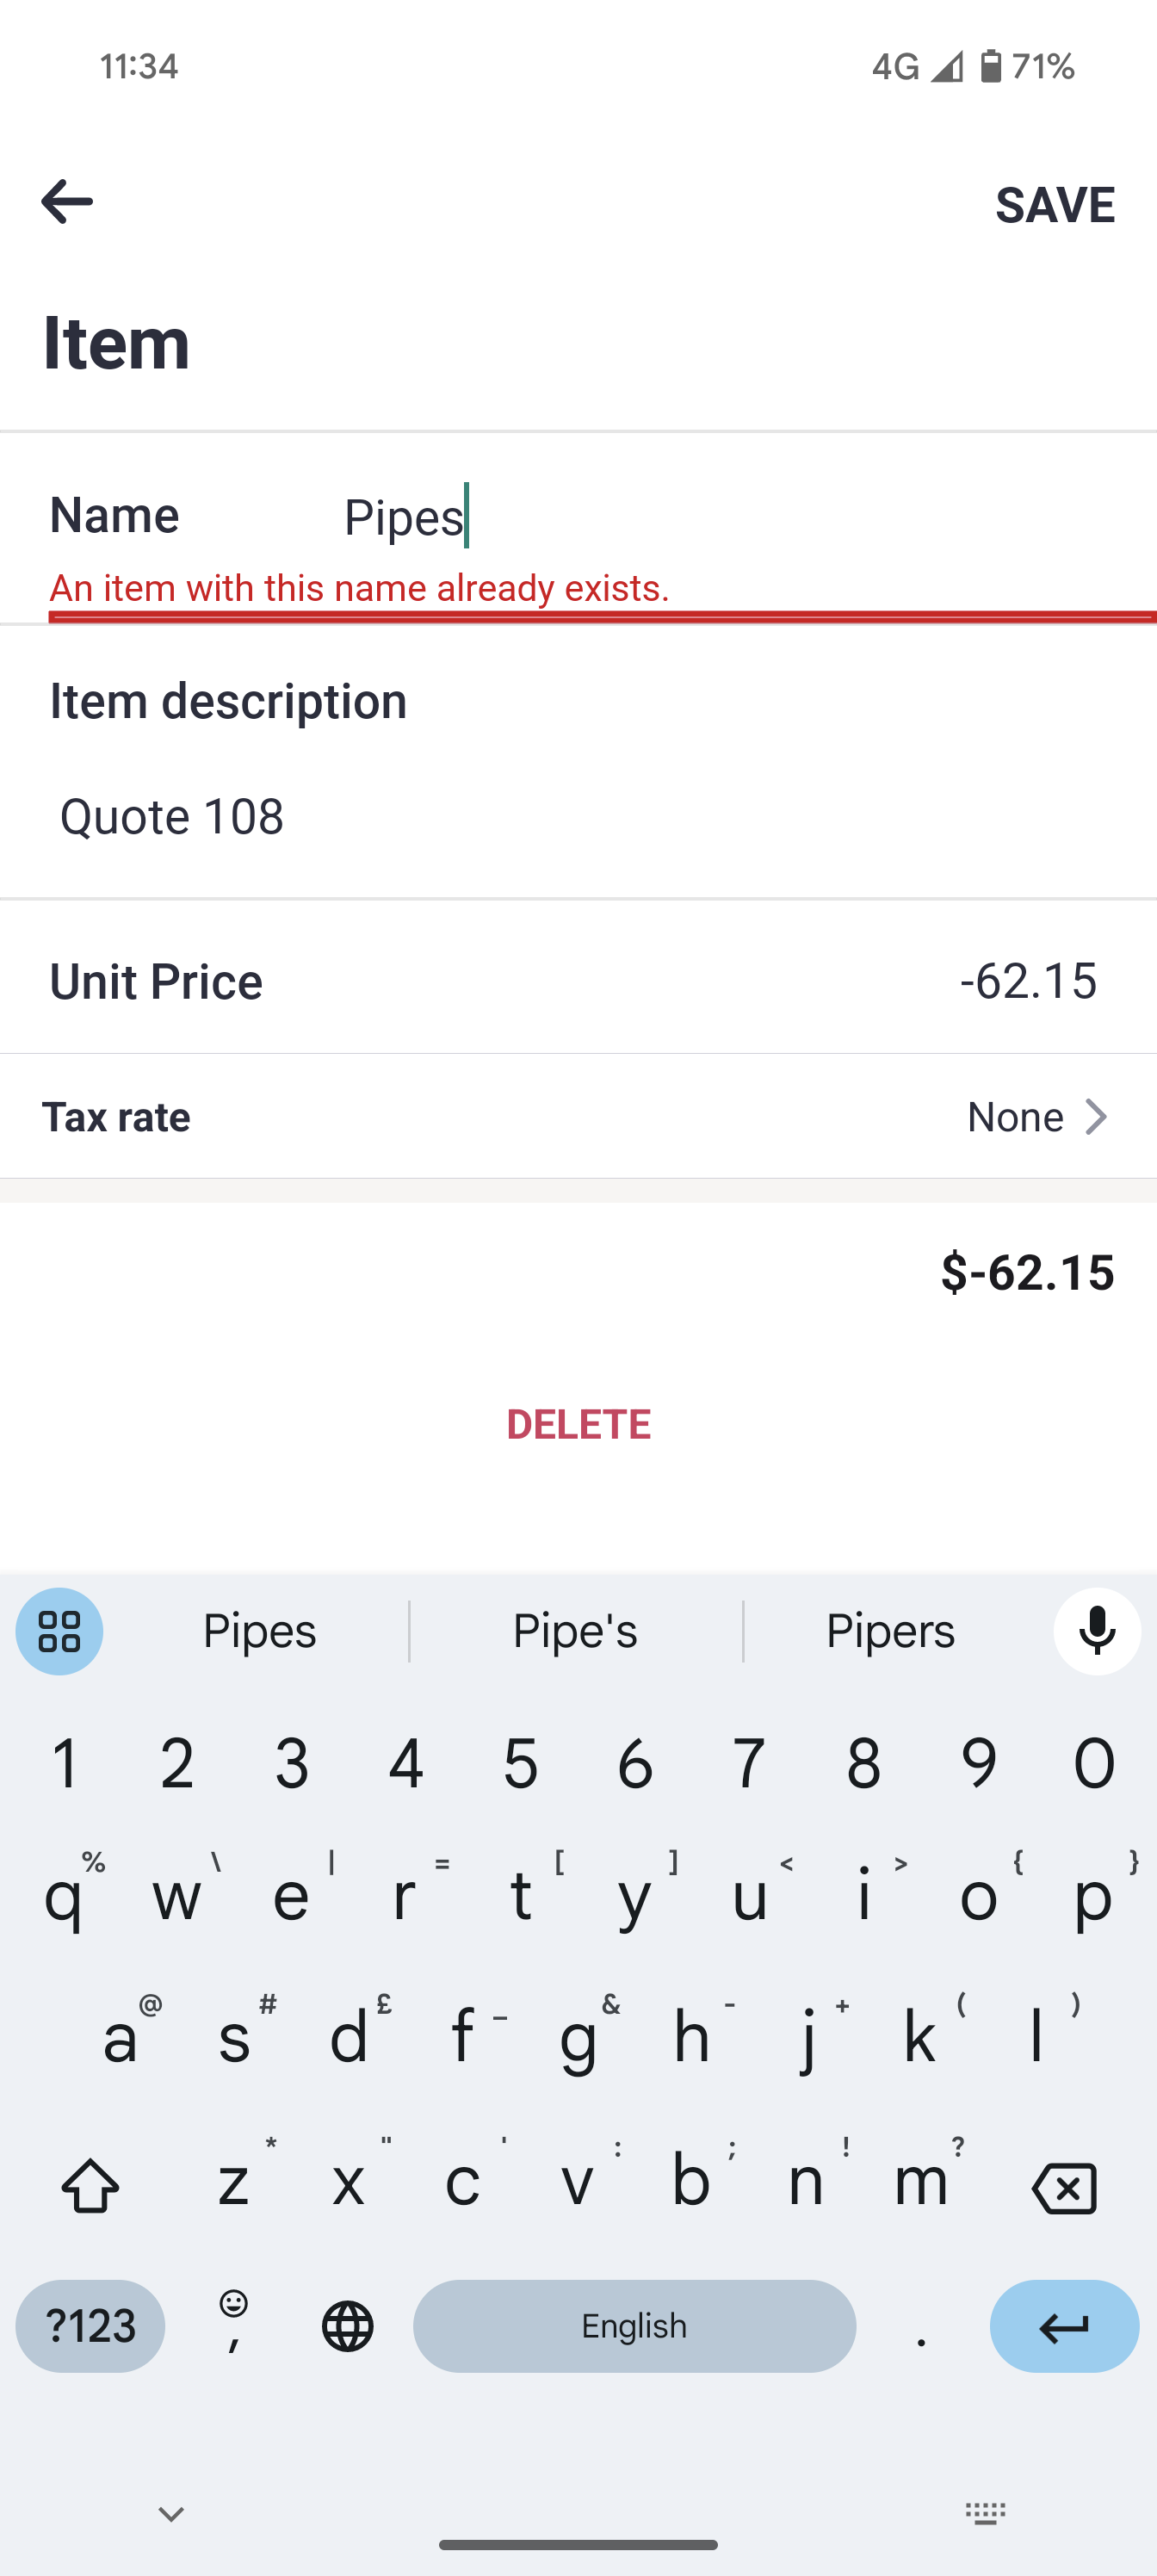 11:34 4G 71%
SAVE
Item
Name Pipes
An item with this name already exists.
Item description
Quote 108
Unit Price -62.15
Tax rate None
$-62.15
DELETE
Pipes Pipe's Pipers
1 2 3 4 5 6 7 8 9 0
% \ | = [ ] < > { }
q w e r t y u i o p
@ # £ _ & - + ( )
a s d f g h j k l
* " ' : ; ! ?
z x c v b n m
?123 , English .